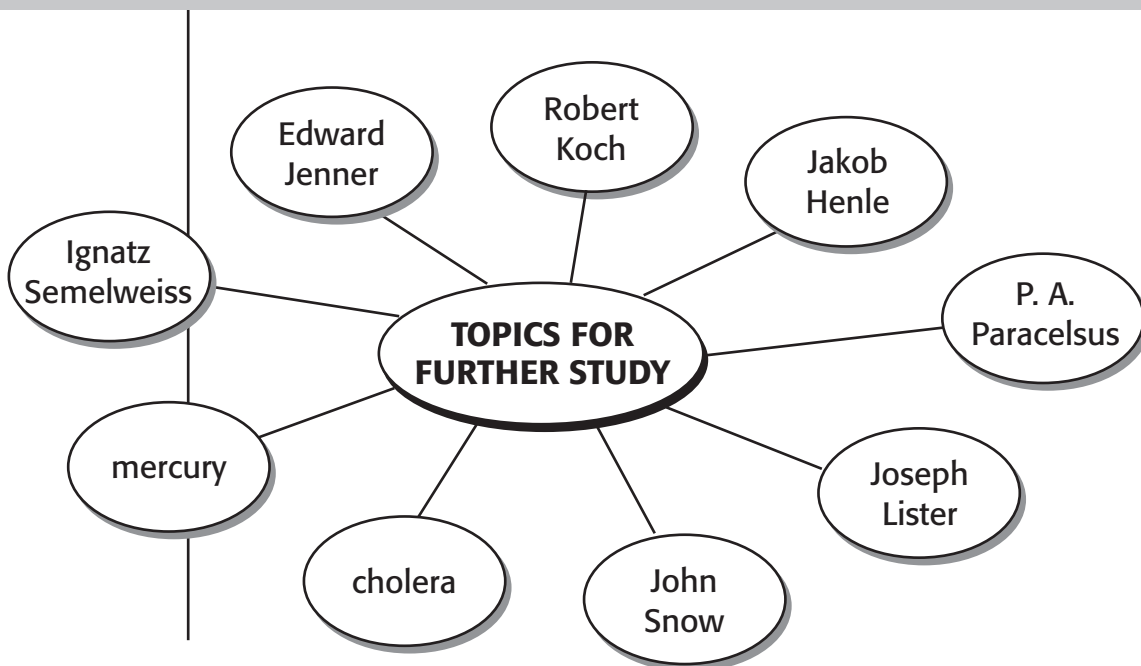 Edward
Jenner
Robert
Koch
Jakob
Henle
Ignatz
Semelweiss
P. A.
Paracelsus
TOPICS FOR
FURTHER STUDY
mercury
Joseph
Lister
cholera
John
Snow